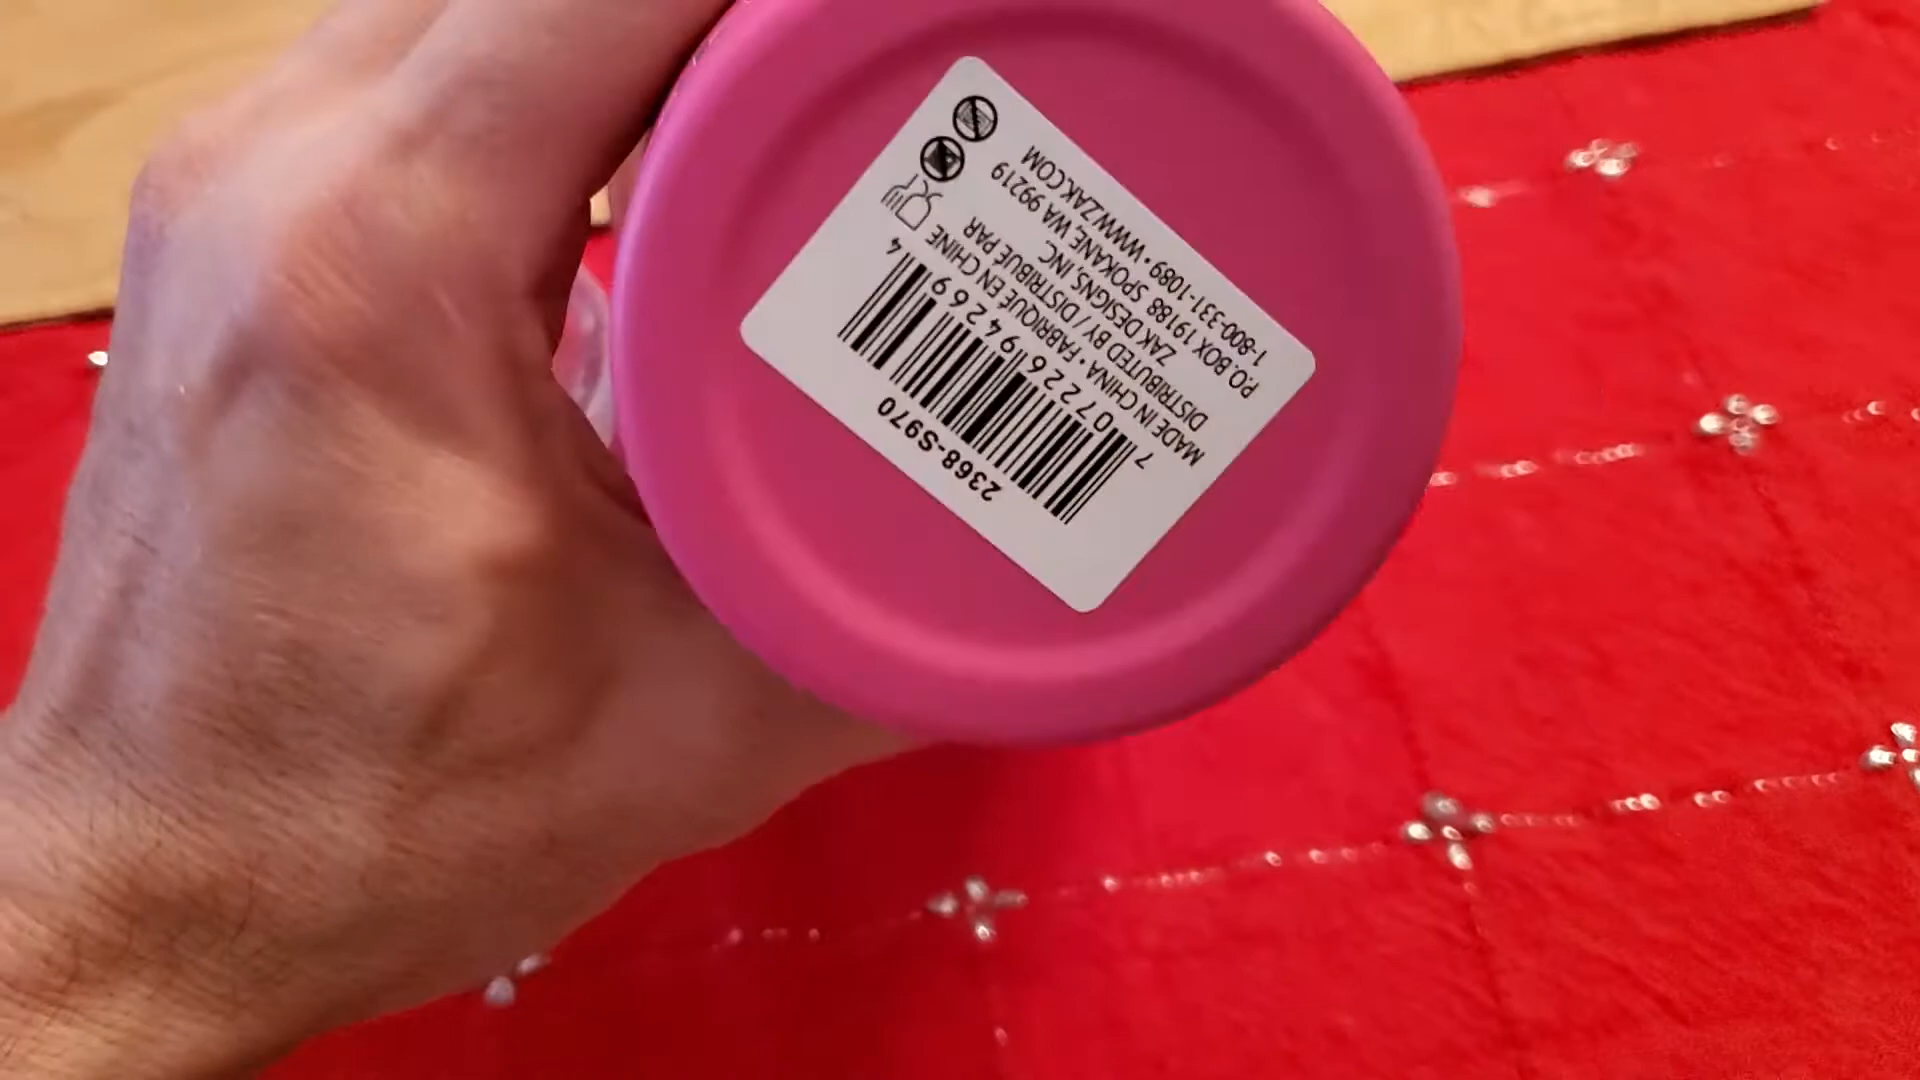 2368-S970
7 07226 94269 4
MADE IN CHINA • FABRIQUÉ EN CHINE
DISTRIBUTED BY / DISTRIBUÉ PAR
ZAK DESIGNS, INC.
P.O. BOX 19188 SPOKANE, WA 99219
1-800-331-1089 • WWW.ZAK.COM